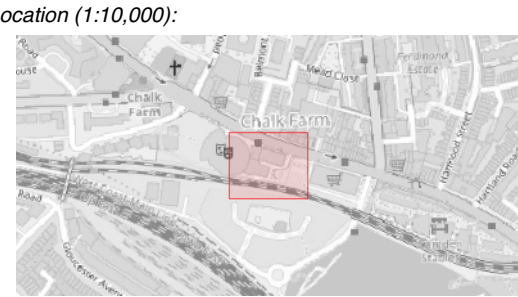 ocation (1:10,000):
Road
ouse
Belmont
Mead Close
Ferdinand
Estate
Chalk
Farm
Chalk Farm
Harmood Street
Hartland Road
Road
Gloucester Avenue
Camden
Stables